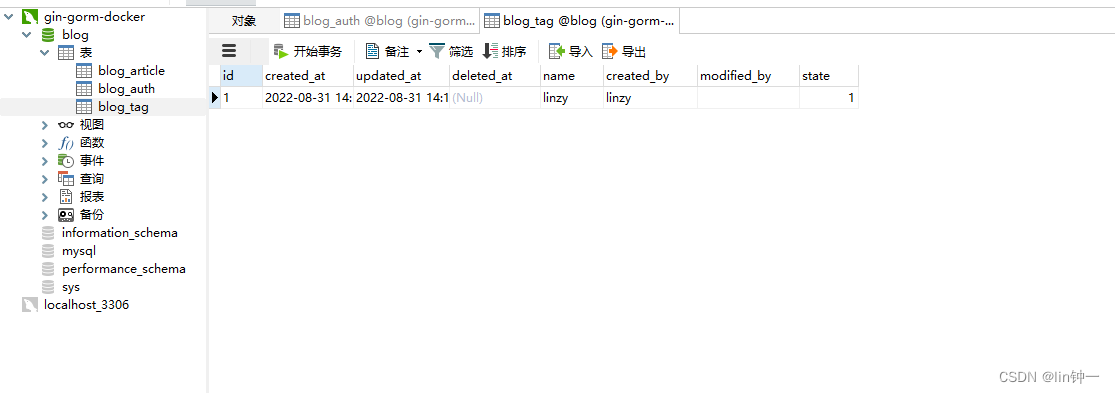 gin-gorm-docker
blog
表
blog_article
blog_auth
blog_tag
视图
函数
事件
查询
报表
备份
information_schema
mysql
performance_schema
sys
localhost_3306
对象 blog_auth @blog (gin-gorm... blog_tag @blog (gin-gorm-...
开始事务 备注 筛选 排序 导入 导出
id created_at updated_at deleted_at name created_by modified_by state
1 2022-08-31 14: 2022-08-31 14:1 (Null) linzy linzy 1
CSDN @lin钟一